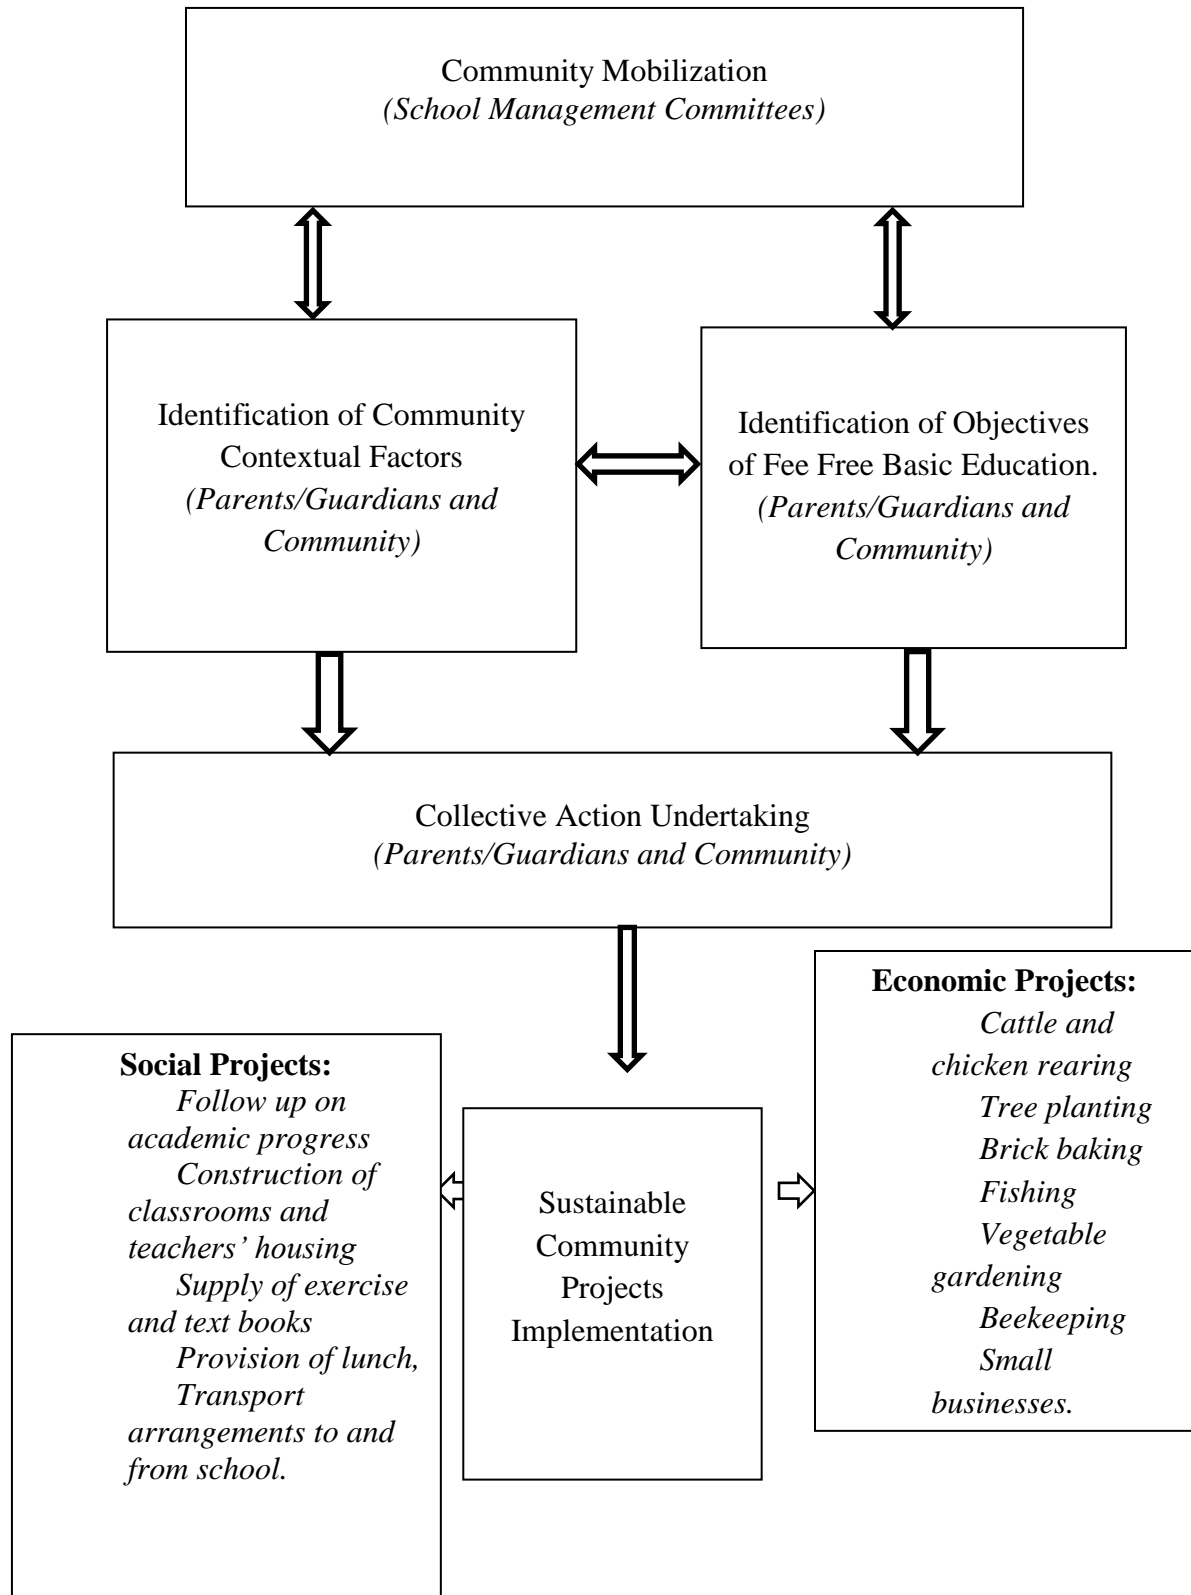 Community Mobilization
(School Management Committees)
Identification of Community
Contextual Factors
(Parents/Guardians and
Community)
Identification of Objectives
of Fee Free Basic Education.
(Parents/Guardians and
Community)
Collective Action Undertaking
(Parents/Guardians and Community)
Social Projects:
Follow up on
academic progress
Construction of
classrooms and
teachers’ housing
Supply of exercise
and text books
Provision of lunch,
Transport
arrangements to and
from school.
Sustainable
Community
Projects
Implementation
Economic Projects:
Cattle and
chicken rearing
Tree planting
Brick baking
Fishing
Vegetable
gardening
Beekeeping
Small
businesses.